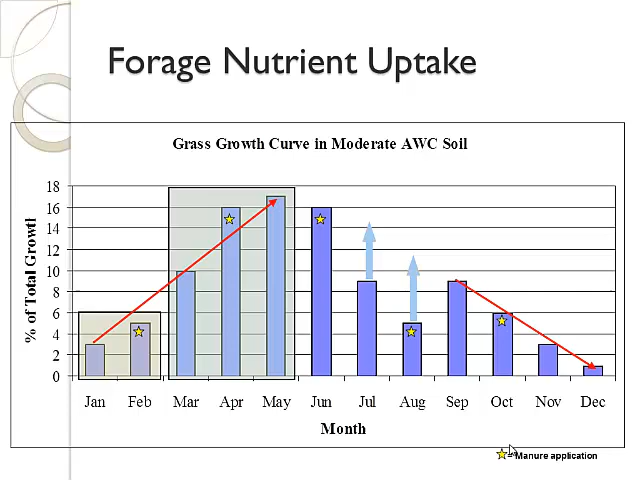 Forage Nutrient Uptake
Grass Growth Curve in Moderate AWC Soil
18
16
14
12
10
8
6
4
2
0
% of Total Growth
Jan Feb Mar Apr May Jun Jul Aug Sep Oct Nov Dec
Month
= Manure application